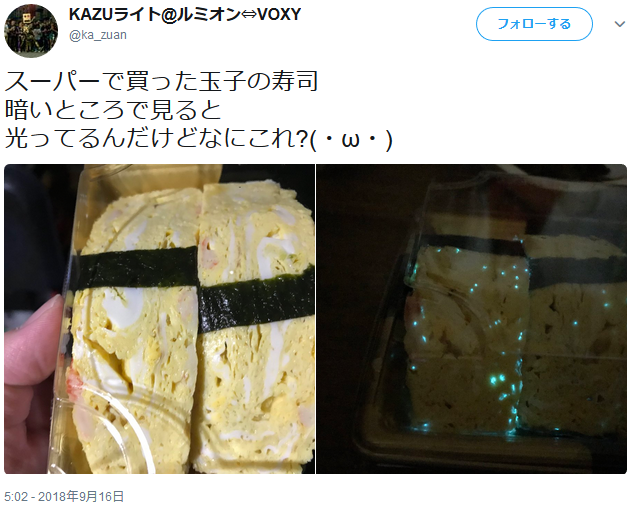 KAZUライト@ルミオン⇔VOXY
@ka_zuan
フォローする
スーパーで買った玉子の寿司
暗いところで見ると
光ってるんだけどなにこれ?(・ω・)
5:02 - 2018年9月16日